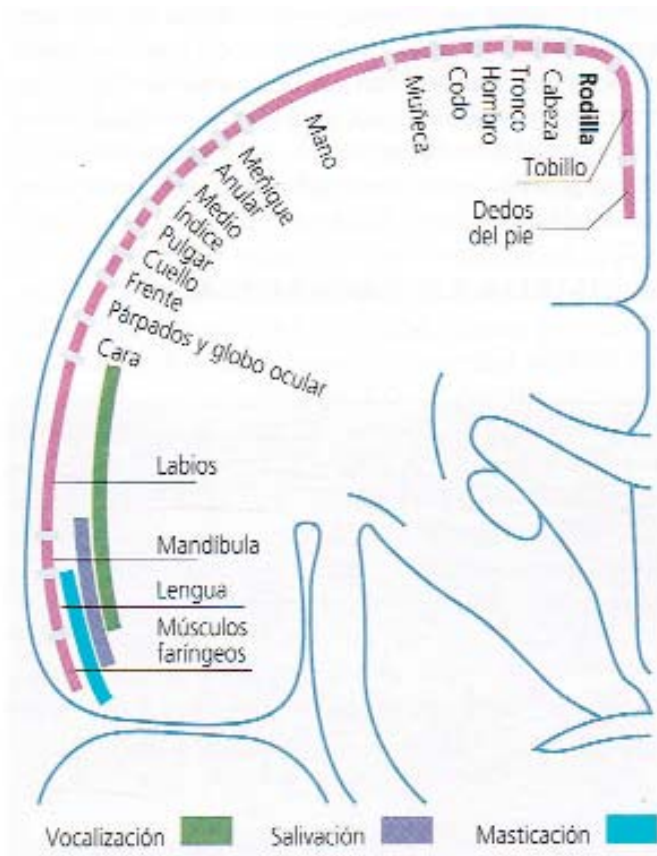 Rodilla
Cabeza
Tronco
Hombro
Codo
Muñeca
Mano
Tobillo
Dedos
del pie
Meñique
Anular
Medio
Índice
Pulgar
Cuello
Frente
Párpados y globo ocular
Cara
Labios
Mandíbula
Lengua
Músculos
faríngeos
Vocalización
Salivación
Masticación